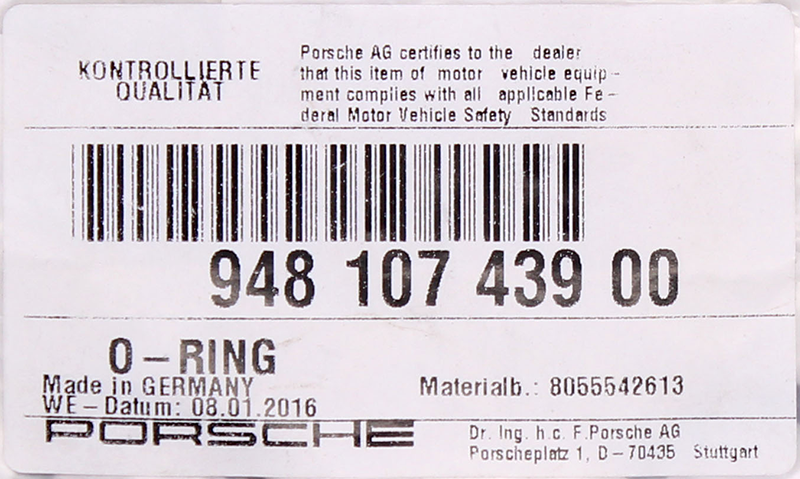 KONTROLLIERTE
QUALITÄT
Porsche AG certifies to the dealer
that this item of motor vehicle equip-
ment complies with all applicable Fe-
deral Motor Vehicle Safety Standards
948 107 439 00
O-RING
Made in GERMANY
Materialb.: 8055542613
WE-Datum: 08.01.2016
PORSCHE
Dr. Ing. h.c. F.Porsche AG
Porscheplatz 1, D-70435 Stuttgart